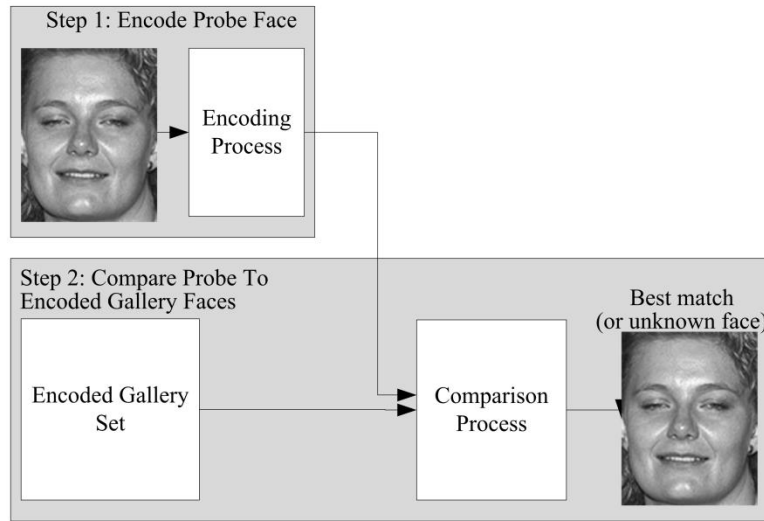 Step 1: Encode Probe Face
Encoding
Process
Step 2: Compare Probe To
Encoded Gallery Faces
Best match
(or unknown face)
Encoded Gallery
Set
Comparison
Process